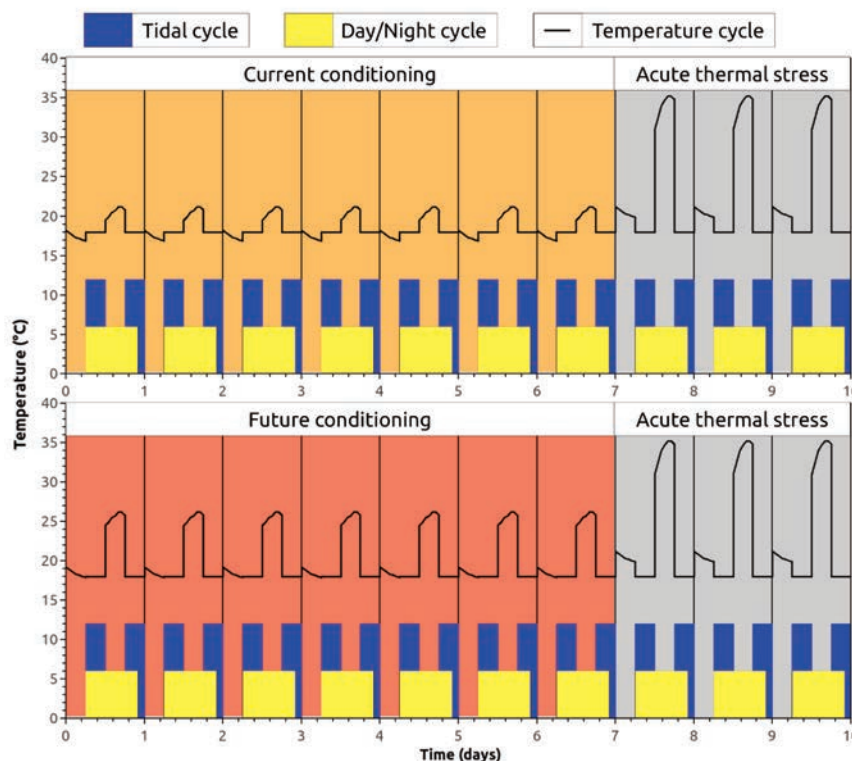 Tidal cycle Day/Night cycle Temperature cycle
Current conditioning Acute thermal stress
40
35
30
25
20
15
10
5
0
0 1 2 3 4 5 6 7 8 9 10
Temperature (°C)
Future conditioning Acute thermal stress
40
35
30
25
20
15
10
5
0
0 1 2 3 4 5 6 7 8 9 10
Time (days)